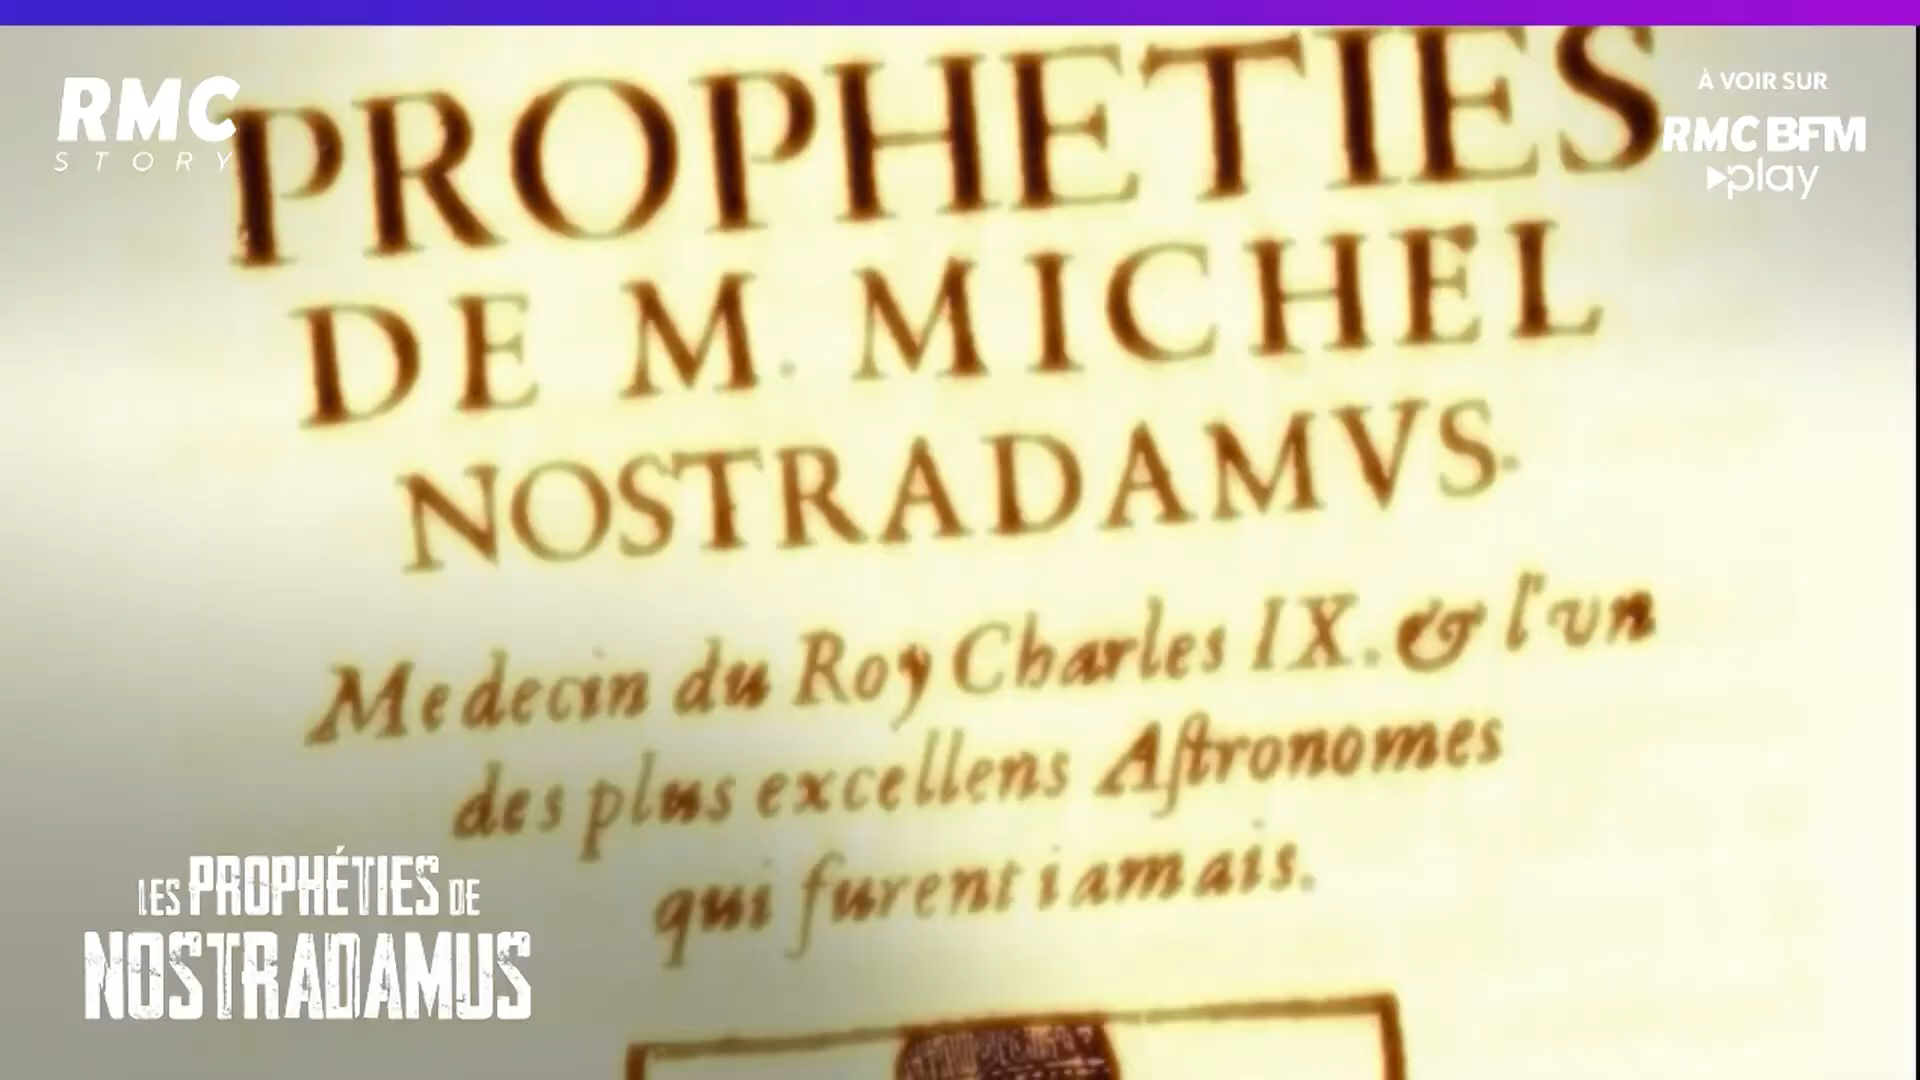 RMC
STORY
À VOIR SUR
RMC BFM
play
PROPHETIES
DE M. MICHEL
NOSTRADAMVS.
Medecin du Roy Charles IX. & l'vn
des plus excellens Aſtronomes
qui furent iamais.
LES PROPHÉTIES DE
NOSTRADAMUS